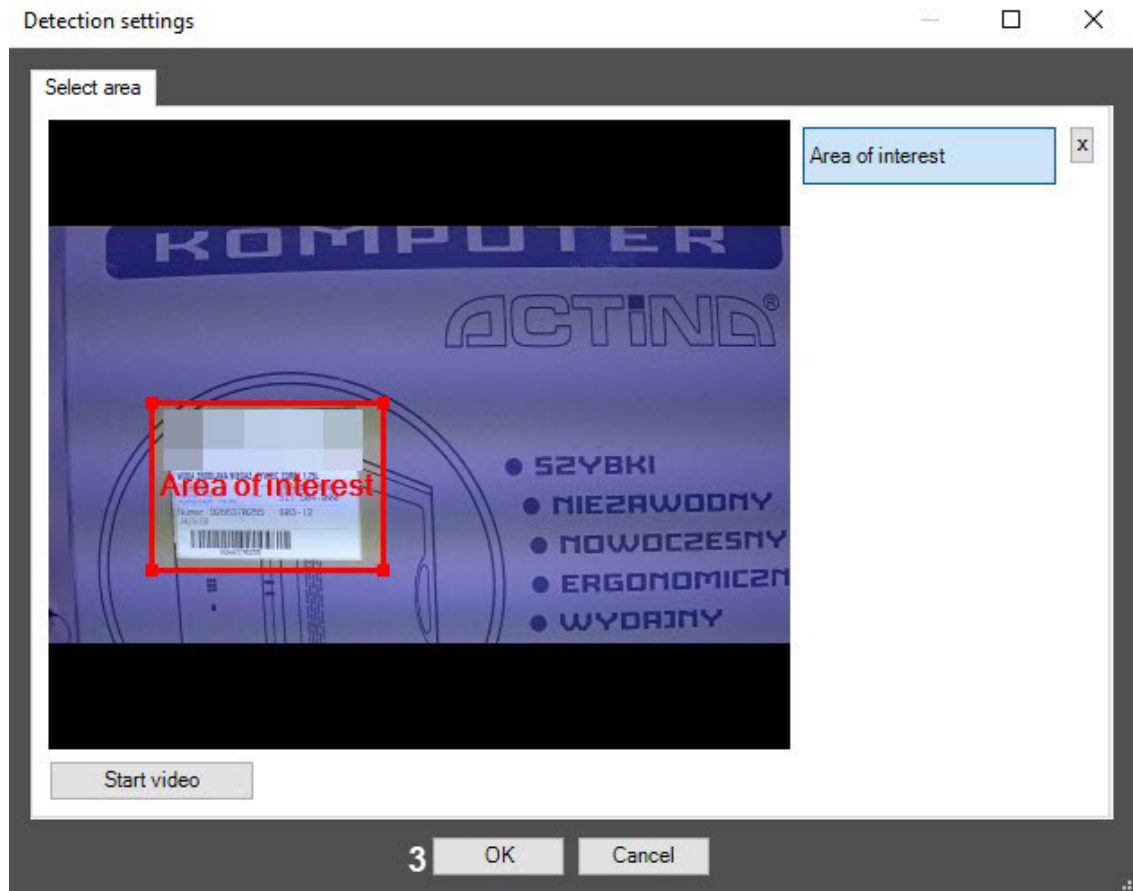 Detection settings
Select area
Area of interest
x
KOMPUTER
ACTINA®
SZYBKI
NIEZAWODNY
NOWOCZESNY
ERGONOMICZN
WYDAJNY
Area of interest
Numer
Start video
3 OK Cancel